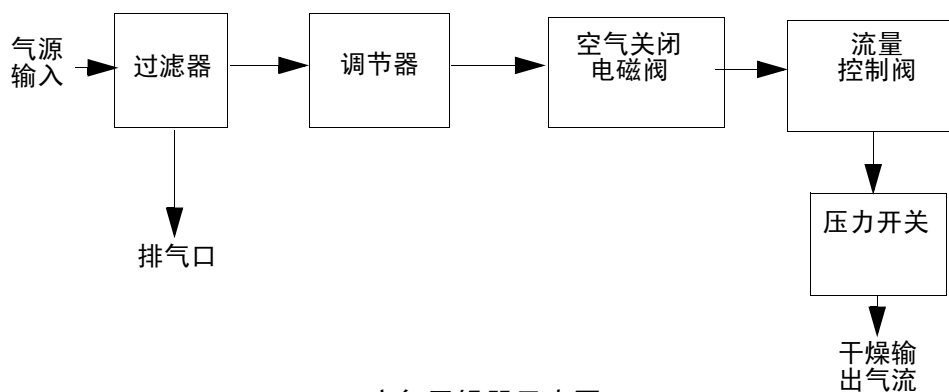 气源
输入
过滤器
调节器
空气关闭
电磁阀
流量
控制阀
排气口
压力开关
干燥输
出气流